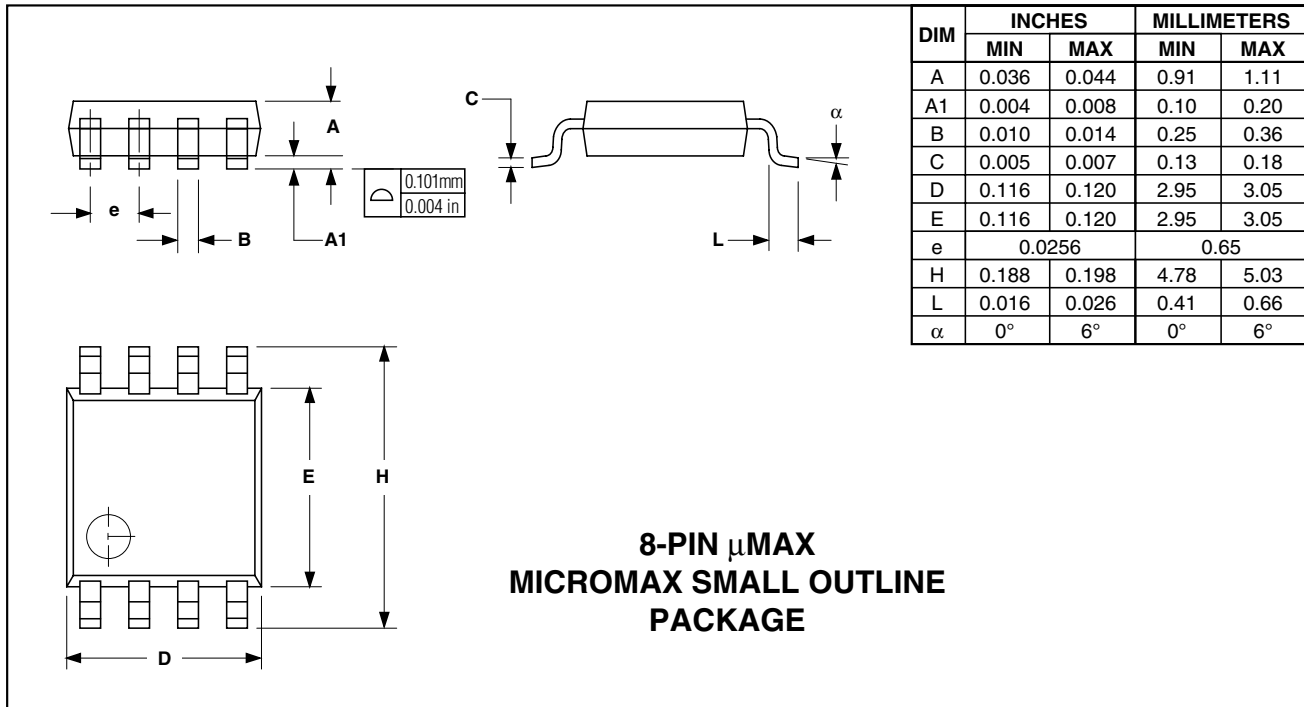 DIM INCHES MILLIMETERS
MIN MAX MIN MAX
A 0.036 0.044 0.91 1.11
A1 0.004 0.008 0.10 0.20
B 0.010 0.014 0.25 0.36
C 0.005 0.007 0.13 0.18
D 0.116 0.120 2.95 3.05
E 0.116 0.120 2.95 3.05
e 0.0256 0.65
H 0.188 0.198 4.78 5.03
L 0.016 0.026 0.41 0.66
α 0° 6° 0° 6°
C
α
A
0.101mm
0.004 in
e
B
A1
L
E
H
D
8-PIN μMAX
MICROMAX SMALL OUTLINE
PACKAGE